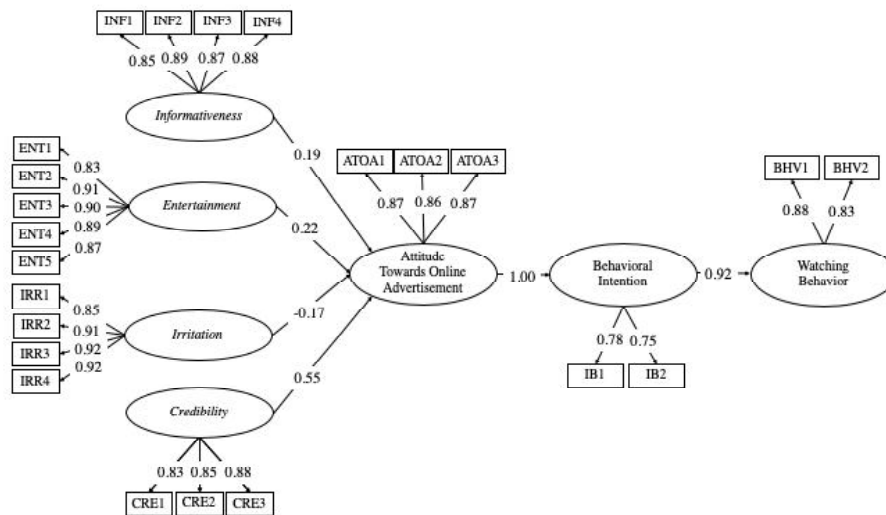 INF1 INF2 INF3 INF4
0.85 0.89 0.87 0.88
Informativeness
0.19
ENT1
ENT2
ENT3
ENT4
ENT5
0.83
0.91
0.90
0.89
0.87
Entertainment
0.22
IRR1
IRR2
IRR3
IRR4
0.85
0.91
0.92
0.92
Irritation
-0.17
Credibility
0.55
0.83 0.85 0.88
CRE1 CRE2 CRE3
ATOA1 ATOA2 ATOA3
0.87 0.86 0.87
Attitude
Towards Online
Advertisement
1.00
Behavioral
Intention
0.78 0.75
IB1 IB2
0.92
BHV1 BHV2
0.88 0.83
Watching
Behavior